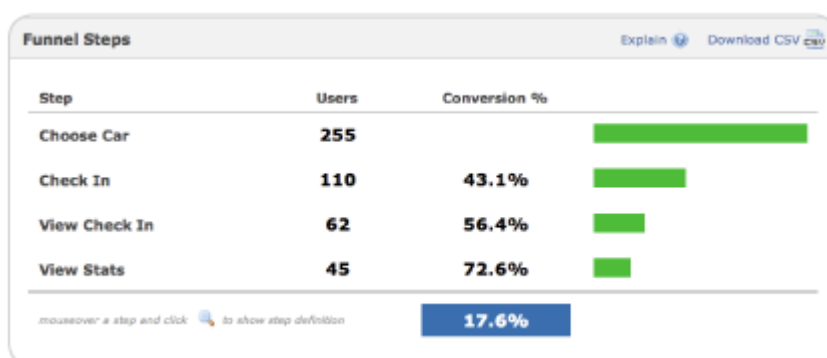 Funnel Steps Explain Download CSV CSV
Step Users Conversion %
Choose Car 255
Check In 110 43.1%
View Check In 62 56.4%
View Stats 45 72.6%
mouseover a step and click to show step definition 17.6%